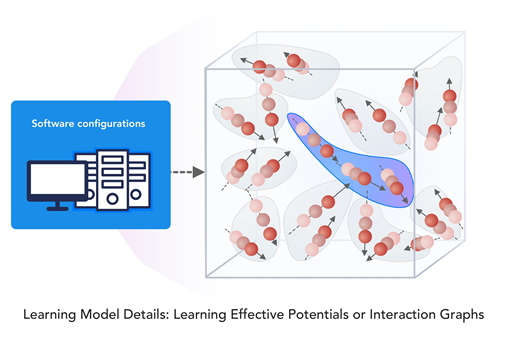 Software configurations
Learning Model Details: Learning Effective Potentials or Interaction Graphs